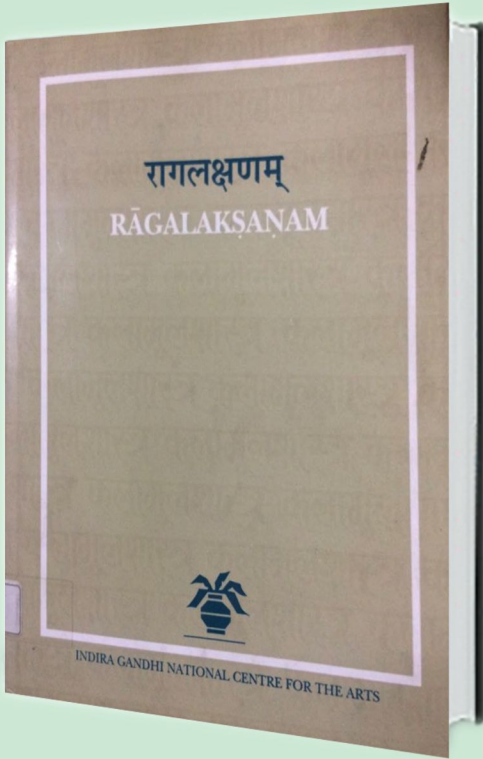 रागलक्षणम्
RĀGALAKṢAṆAM
INDIRA GANDHI NATIONAL CENTRE FOR THE ARTS